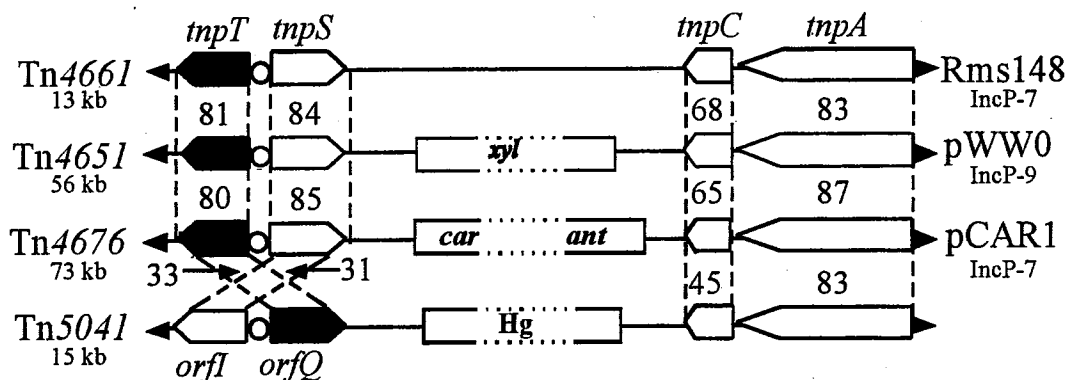 tnpT tnpS tnpC tnpA
Tn4661 Rms148
13 kb IncP-7
81 84 68 83
Tn4651 xyl pWW0
56 kb IncP-9
80 85 65 87
Tn4676 car ant pCAR1
73 kb IncP-7
33 31 45 83
Tn5041 Hg
15 kb
orfI orfQ